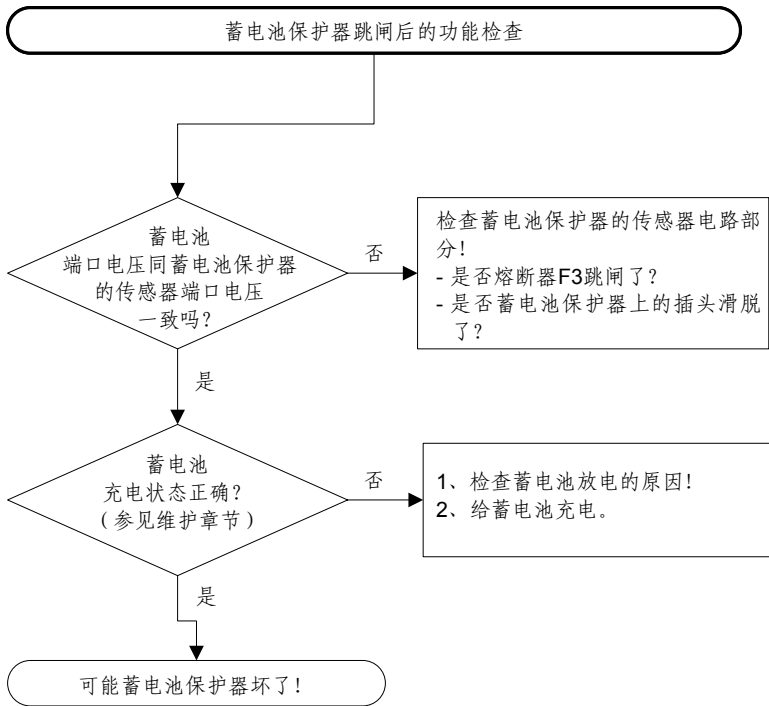 蓄电池保护器跳闸后的功能检查
蓄电池
端口电压同蓄电池保护器
的传感器端口电压
一致吗?
否
检查蓄电池保护器的传感器电路部
分!
- 是否熔断器F3跳闸了?
- 是否蓄电池保护器上的插头滑脱
了?
是
蓄电池
充电状态正确?
(参见维护章节)
否
1、检查蓄电池放电的原因!
2、给蓄电池充电。
是
可能蓄电池保护器坏了!